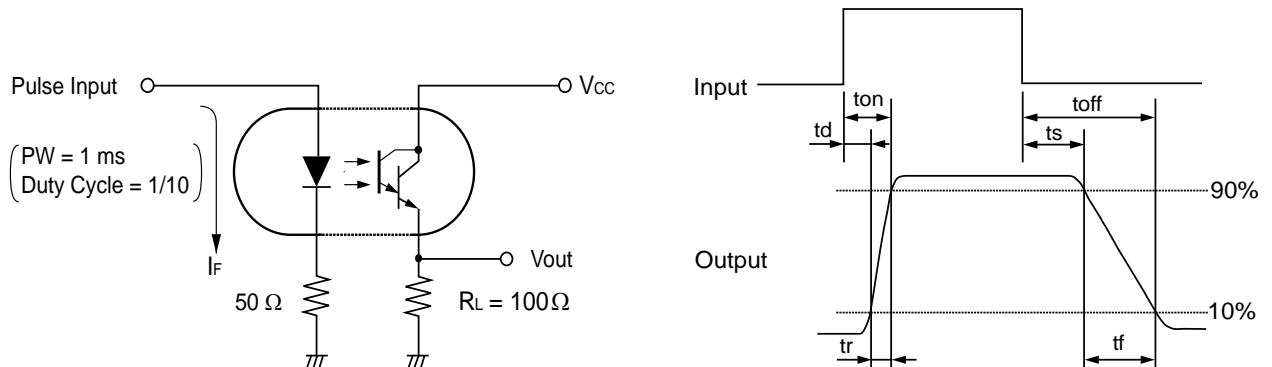 Pulse Input
VCC
PW = 1 ms
Duty Cycle = 1/10
IF
50 Ω
RL = 100Ω
Vout
Input
ton
toff
td
ts
90%
Output
10%
tr
tf